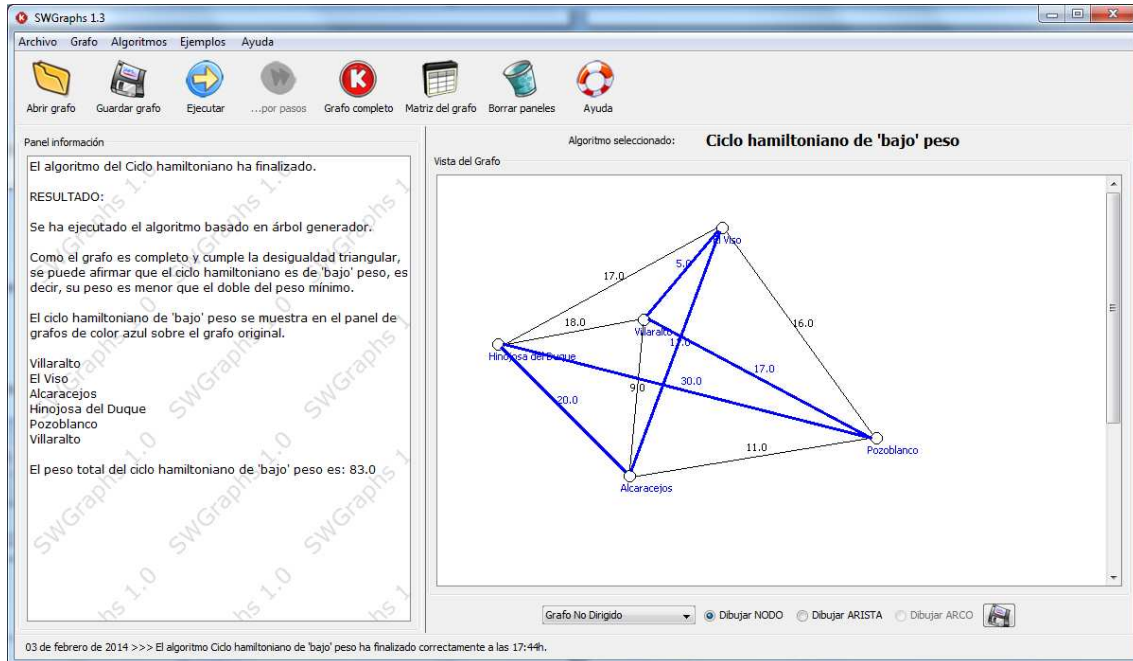 SWGraphs 1.3
Archivo Grafo Algoritmos Ejemplos Ayuda
Abrir grafo Guardar grafo Ejecutar ...por pasos Grafo completo Matriz del grafo Borrar paneles Ayuda
Panel información
El algoritmo del Ciclo hamiltoniano ha finalizado.
RESULTADO:
Se ha ejecutado el algoritmo basado en árbol generador.
Como el grafo es completo y cumple la desigualdad triangular,
se puede afirmar que el ciclo hamiltoniano es de 'bajo' peso, es
decir, su peso es menor que el doble del peso mínimo.
El ciclo hamiltoniano de 'bajo' peso se muestra en el panel de
grafos de color azul sobre el grafo original.
Villaralto
El Viso
Alcaracejos
Hinojosa del Duque
Pozoblanco
Villaralto
El peso total del ciclo hamiltoniano de 'bajo' peso es: 83.0
Algoritmo seleccionado: Ciclo hamiltoniano de 'bajo' peso
Vista del Grafo
El Viso
5.0
17.0
18.0
16.0
Villaralto
Hinojosa del Duque
17.0
30.0
9.0
20.0
11.0
Pozoblanco
Alcaracejos
Grafo No Dirigido Dibujar NODO Dibujar ARISTA Dibujar ARCO
03 de febrero de 2014 >>> El algoritmo Ciclo hamiltoniano de 'bajo' peso ha finalizado correctamente a las 17:44h.